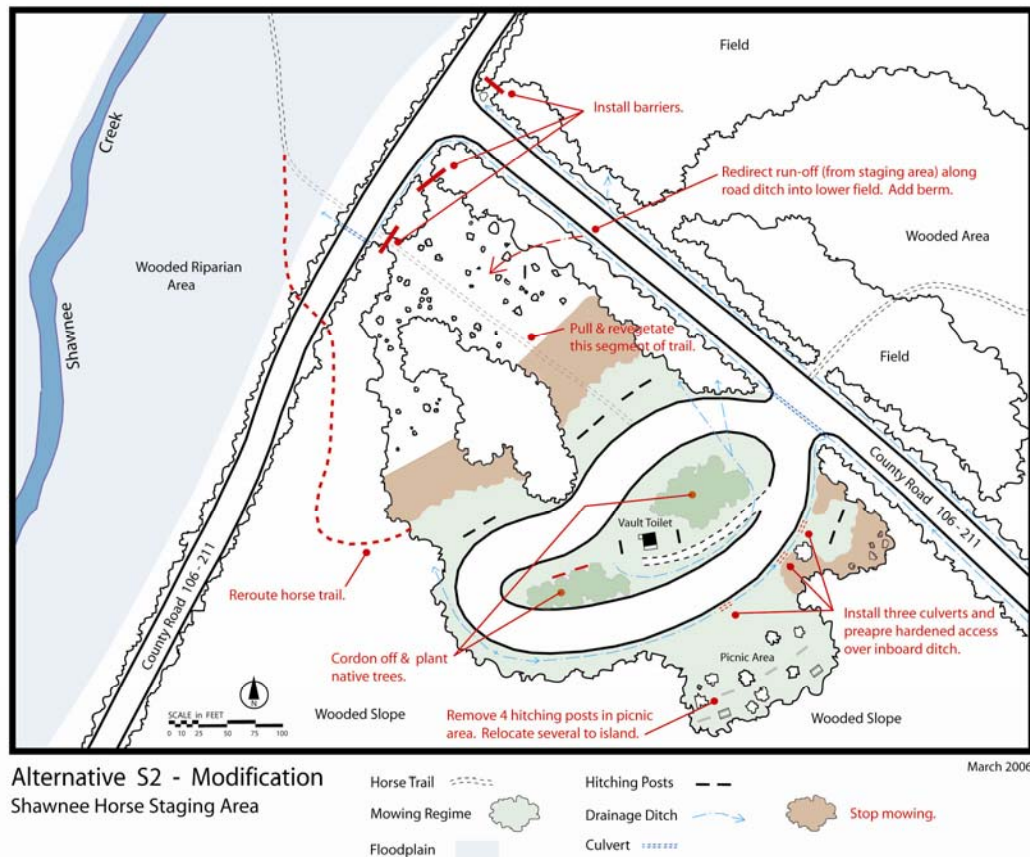 Field
Creek
Install barriers.
Redirect run-off (from staging area) along
road ditch into lower field. Add berm.
Wooded Area
Wooded Riparian
Area
Shawnee
Pull & revegetate
this segment of trail.
Field
County Road 106 - 211
Vault Toilet
County Road 106 - 211
Reroute horse trail.
Install three culverts and
preapre hardened access
over inboard ditch.
Cordon off & plant
native trees.
Picnic Area
N
SCALE in FEET
0 10 25 50 75 100
Wooded Slope
Remove 4 hitching posts in picnic
area. Relocate several to island.
Wooded Slope
March 2006
Alternative S2 - Modification
Shawnee Horse Staging Area
Horse Trail
Hitching Posts
Mowing Regime
Drainage Ditch
Stop mowing.
Floodplain
Culvert